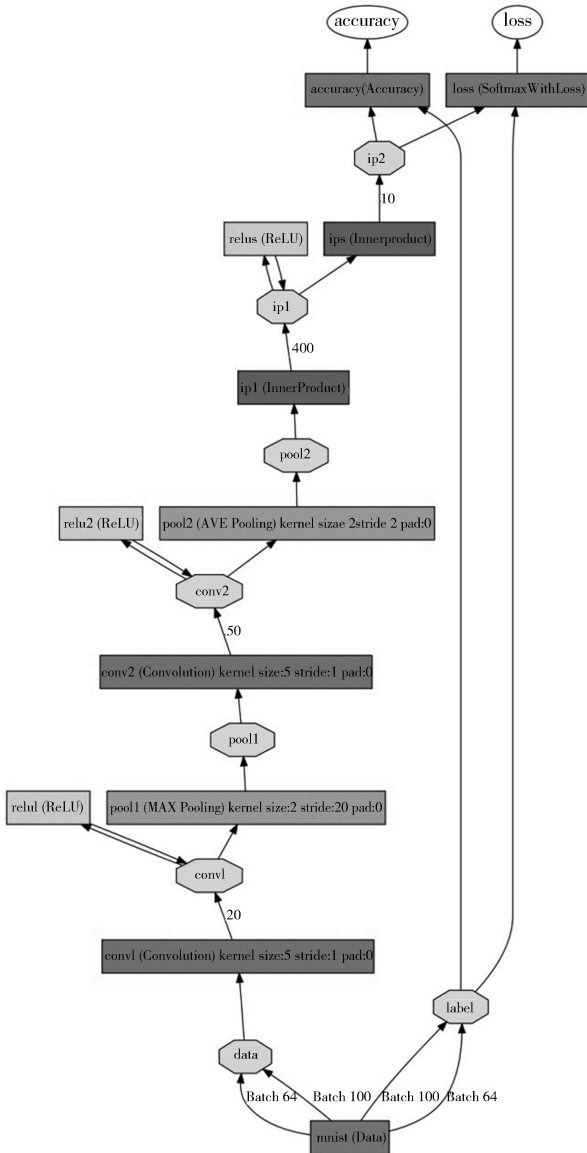 accuracy
loss
accuracy(Accuracy)
loss (SoftmaxWithLoss)
ip2
10
relus (ReLU)
ips (Innerproduct)
ip1
400
ip1 (InnerProduct)
pool2
relu2 (ReLU)
pool2 (AVE Pooling) kernel sizae 2stride 2 pad:0
conv2
50
conv2 (Convolution) kernel size:5 stride:1 pad:0
pool1
relul (ReLU)
pool1 (MAX Pooling) kernel size:2 stride:20 pad:0
convl
20
convl (Convolution) kernel size:5 stride:1 pad:0
label
data
Batch 64
Batch 100
Batch 100
Batch 64
mnist (Data)